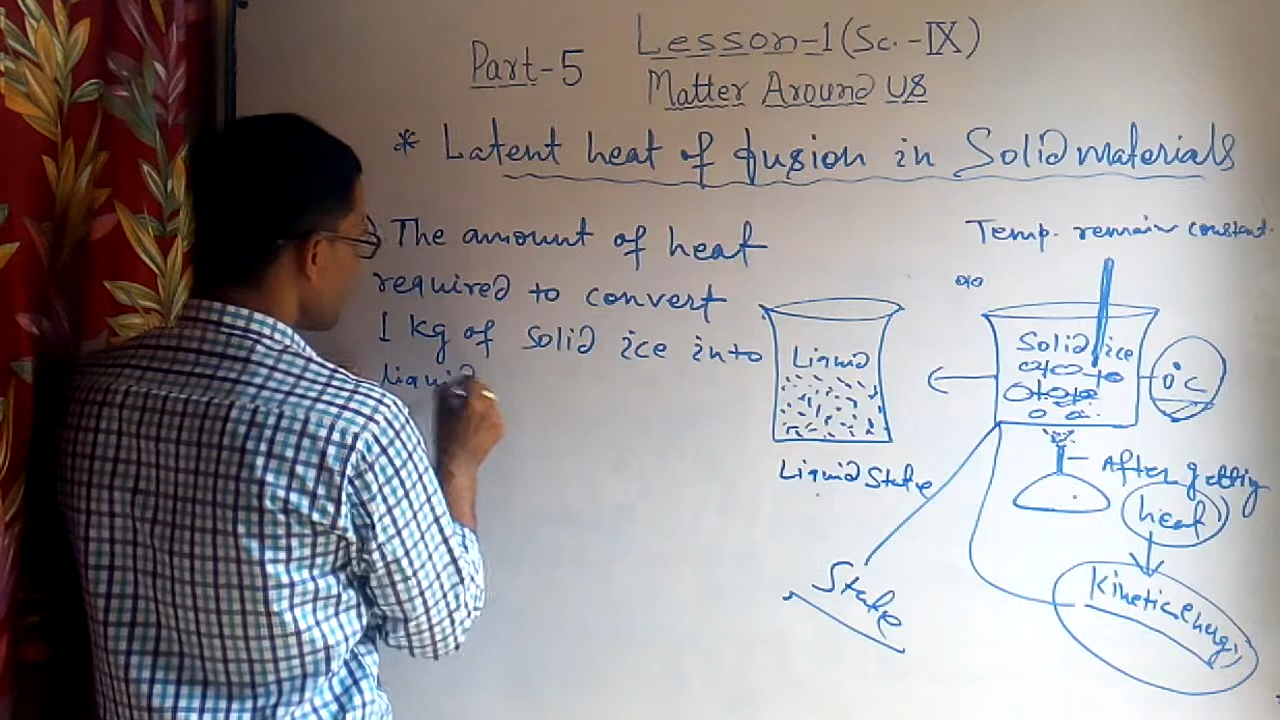 Part-5
Lesson-1 (Sc.-IX)
Matter Around US
* Latent heat of fusion in Solid materials
The amount of heat
required to convert
1 kg of solid ice into
liquid
Temp. remain constant.
Liquid
Liquid State
Solid ice
0°C
After getting
heat
Kinetic energy
State